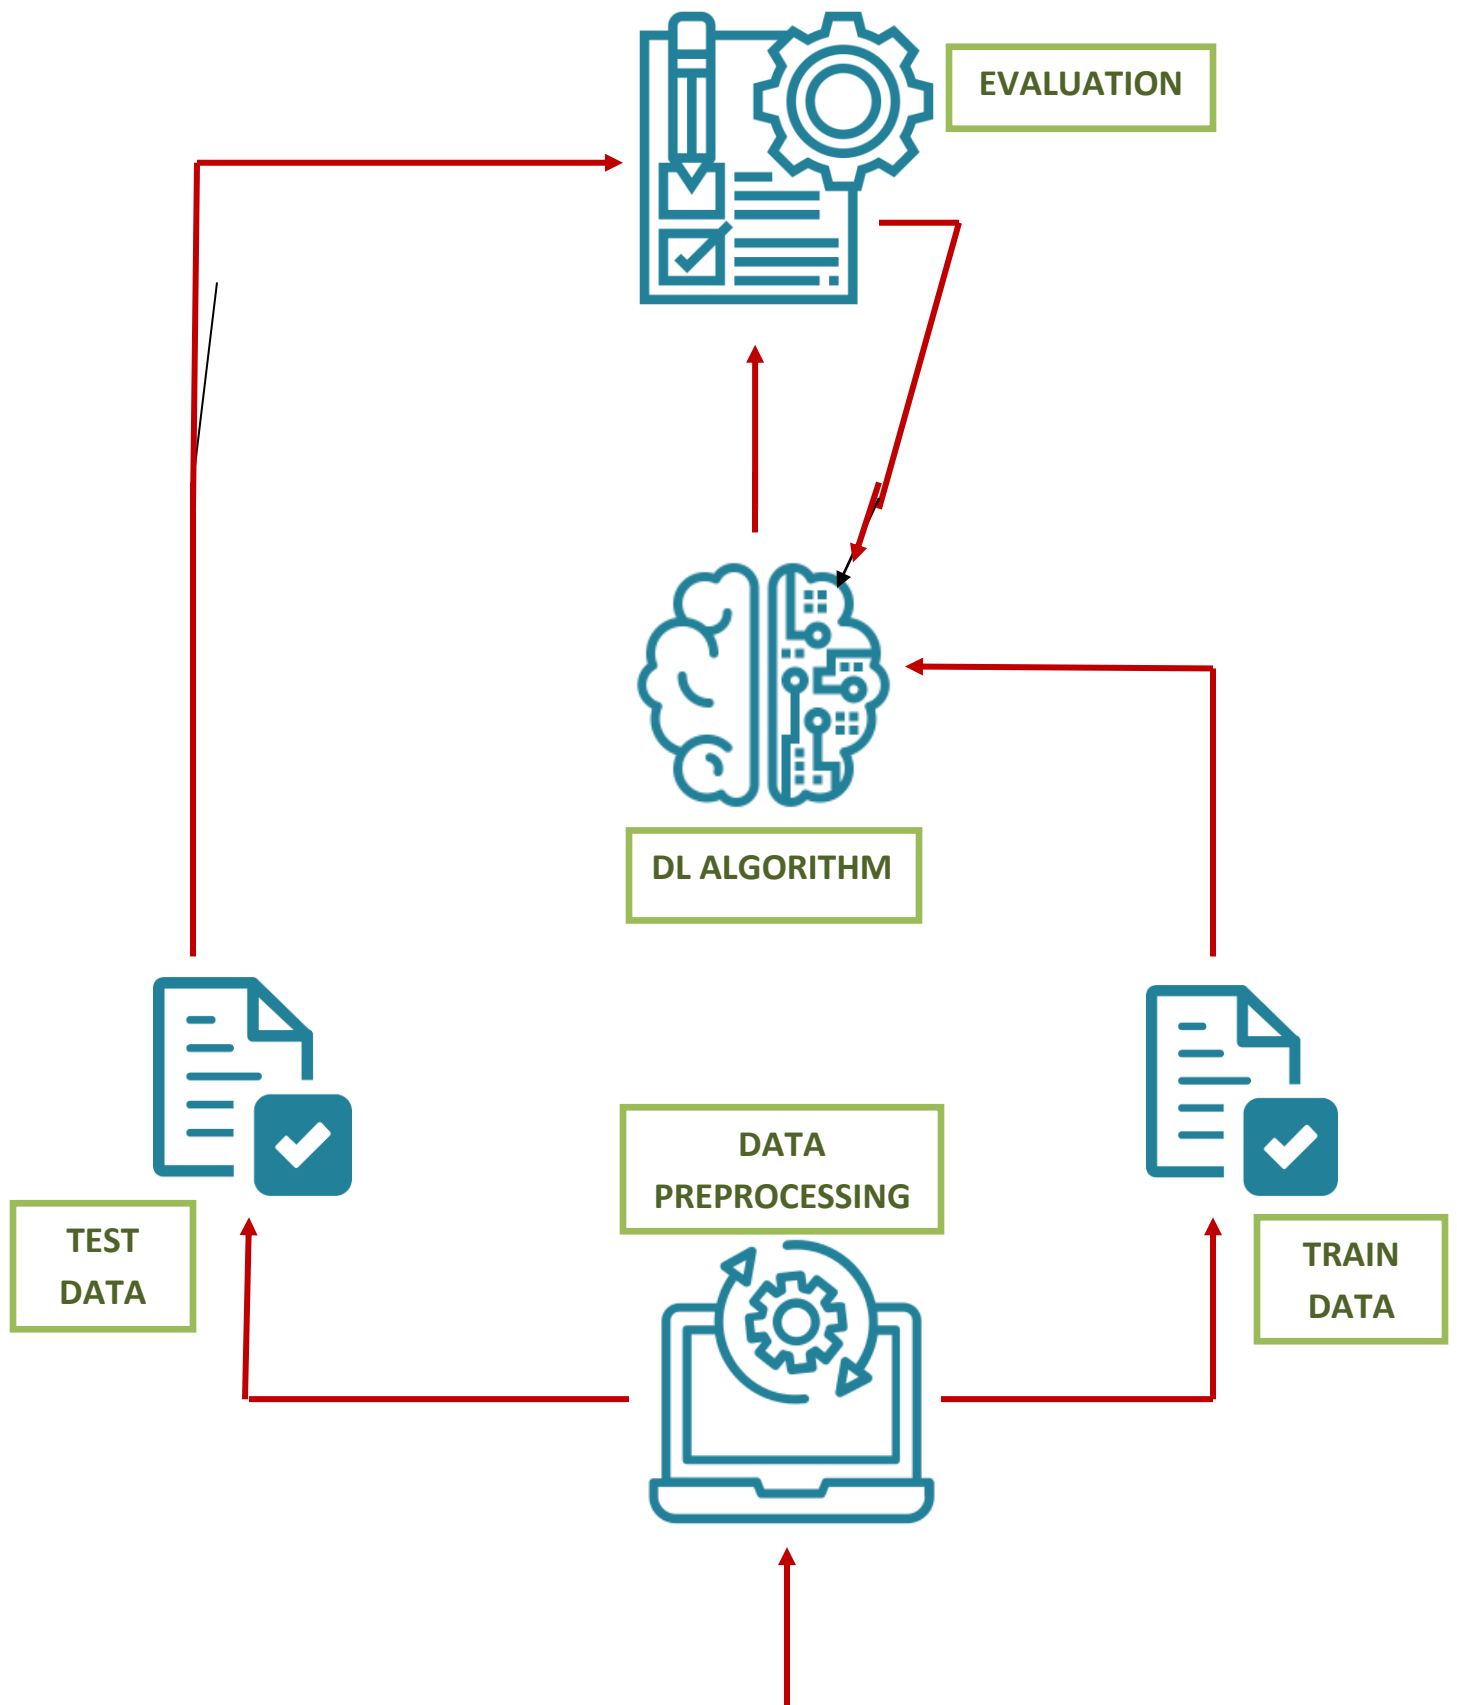 EVALUATION
DL ALGORITHM
DATA
PREPROCESSING
TEST
DATA
TRAIN
DATA